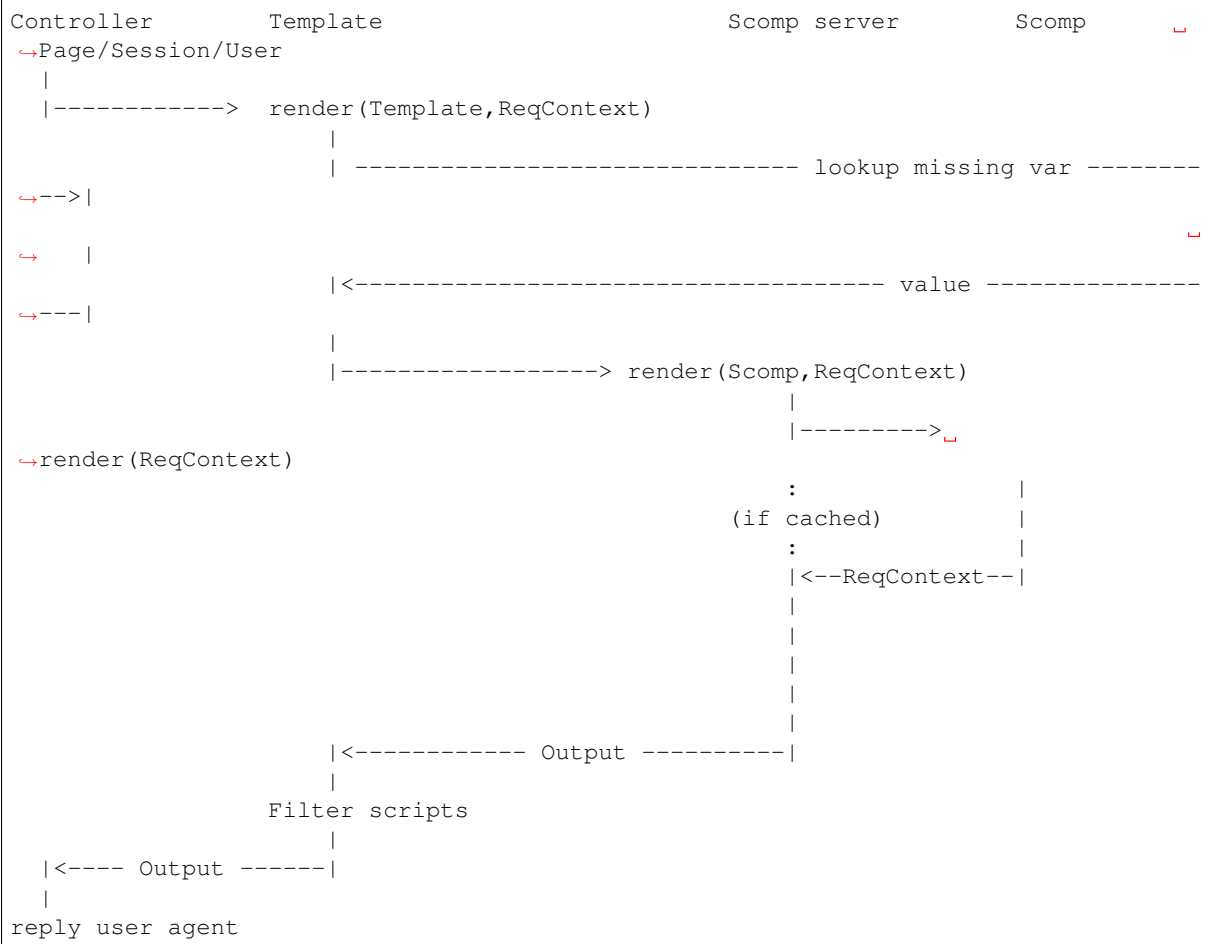 Controller        Template                        Scomp server        Scomp      ␣
↪Page/Session/User
  |
  |------------>  render(Template,ReqContext)
                      |
                      | ------------------------------- lookup missing var --------
↪-->|
                                                                                  ␣
↪   |
                      |<------------------------------------- value ---------------
↪---|
                      |
                      |------------------> render(Scomp,ReqContext)
                                                      |
                                                      |--------->␣
↪render(ReqContext)
                                                      :               |
                                                  (if cached)         |
                                                      :               |
                                                      |<--ReqContext--|
                                                      |
                                                      |
                                                      |
                                                      |
                                                      |
                      |<------------ Output ----------|
                      |
                  Filter scripts
                      |
  |<---- Output ------|
  |
reply user agent